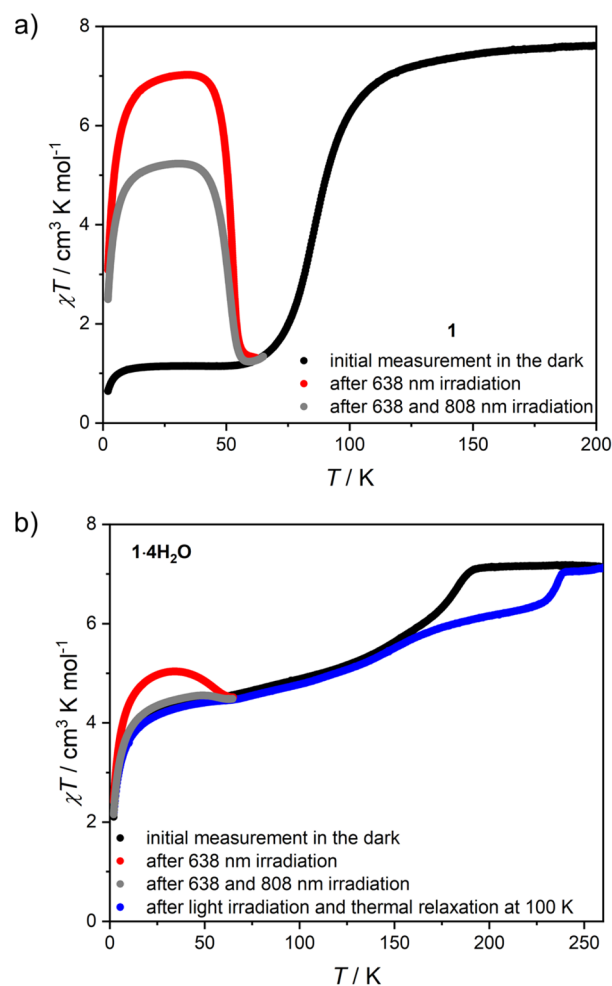 a)
8
6
4
2
0
χT / cm³ K mol⁻¹
1
initial measurement in the dark
after 638 nm irradiation
after 638 and 808 nm irradiation
0 50 100 150 200
T / K
b)
8
6
4
2
0
χT / cm³ K mol⁻¹
1·4H₂O
initial measurement in the dark
after 638 nm irradiation
after 638 and 808 nm irradiation
after light irradiation and thermal relaxation at 100 K
0 50 100 150 200 250
T / K